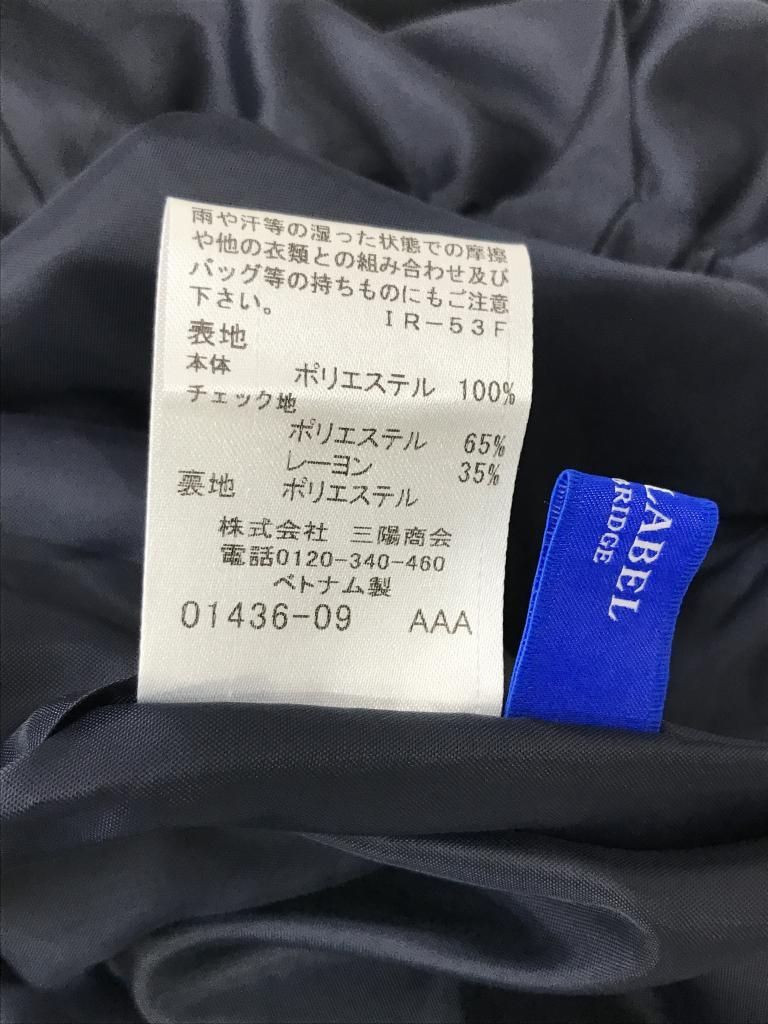 雨や汗等の湿った状態での摩擦
や他の衣類との組み合わせ及び
バッグ等の持ちものにもご注意
下さい。 IR-53F
表地
本体 ポリエステル 100%
チェック地
ポリエステル 65%
レーヨン 35%
裏地 ポリエステル
株式会社 三陽商会
電話0120-340-460
ベトナム製
01436-09 AAA
LABEL